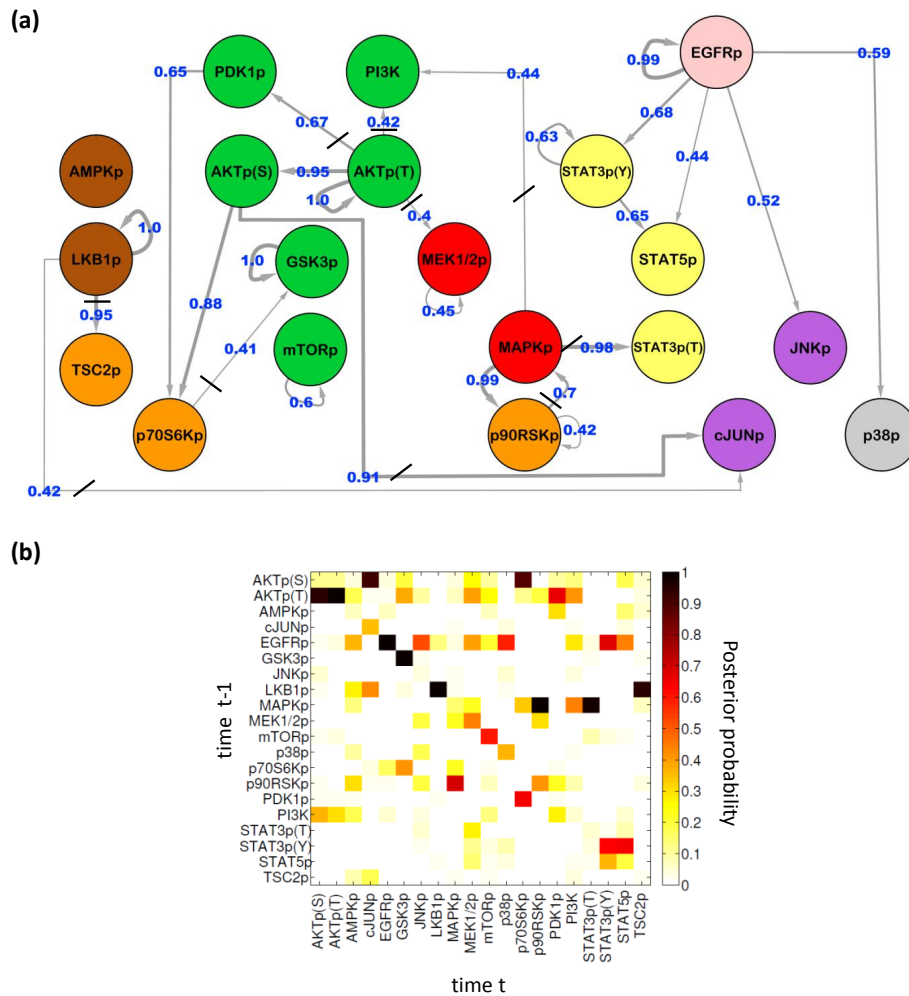 (a)
PDK1p
PI3K
EGFRp
0.65
0.44
0.99
0.59
0.67
0.42
0.68
0.63
AMPKp
AKTp(S)
0.95
AKTp(T)
STAT3p(Y)
0.44
1.0
0.4
0.65
0.52
1.0
LKB1p
1.0
GSK3p
MEK1/2p
STAT5p
0.88
0.95
0.45
0.41
mTORp
MAPKp
0.98
STAT3p(T)
JNKp
TSC2p
0.99
0.7
0.6
p70S6Kp
p90RSKp
0.42
cJUNp
p38p
0.42
0.91
(b)
AKTp(S)
AKTp(T)
AMPKp
cJUNp
EGFRp
GSK3p
JNKp
LKB1p
MAPKp
MEK1/2p
mTORp
p38p
p70S6Kp
p90RSKp
PDK1p
PI3K
STAT3p(T)
STAT3p(Y)
STAT5p
TSC2p
time t-1
AKTp(S)
AKTp(T)
AMPKp
cJUNp
EGFRp
GSK3p
JNKp
LKB1p
MAPKp
MEK1/2p
mTORp
p38p
p70S6Kp
p90RSKp
PDK1p
PI3K
STAT3p(T)
STAT3p(Y)
STAT5p
TSC2p
time t
1
0.9
0.8
0.7
0.6
0.5
0.4
0.3
0.2
0.1
0
Posterior probability